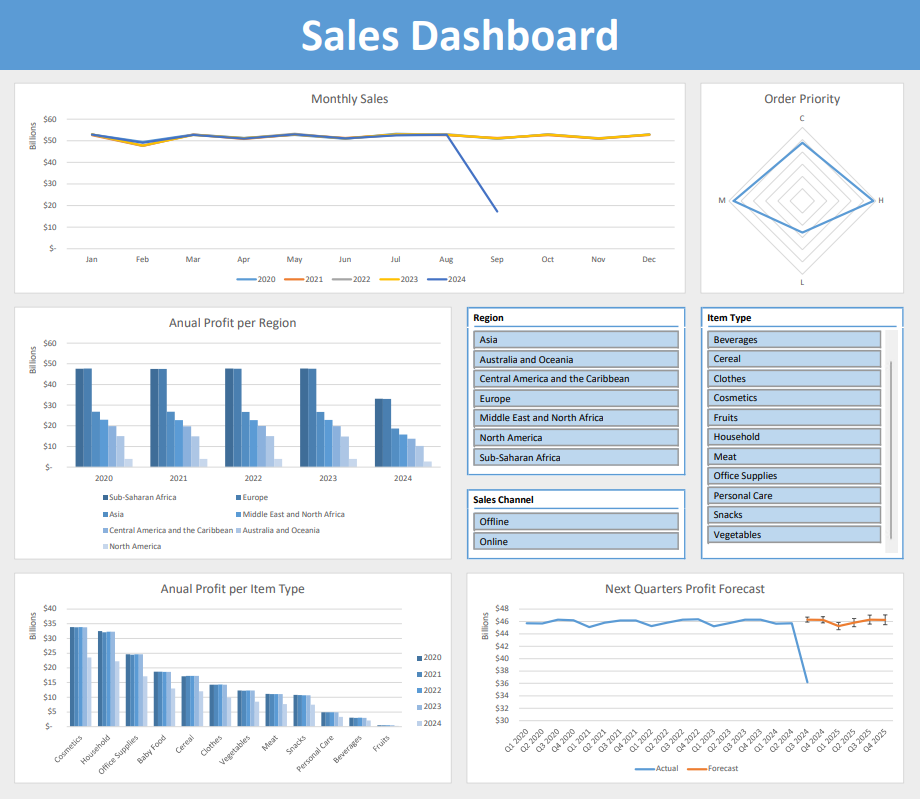 Sales Dashboard
Monthly Sales
Billions
$60
$50
$40
$30
$20
$10
$-
Jan Feb Mar Apr May Jun Jul Aug Sep Oct Nov Dec
2020 2021 2022 2023 2024
Order Priority
C
M H
L
Anual Profit per Region
Billions
$60
$50
$40
$30
$20
$10
$-
2020 2021 2022 2023 2024
Sub-Saharan Africa Europe
Asia Middle East and North Africa
Central America and the Caribbean Australia and Oceania
North America
Region
Asia
Australia and Oceania
Central America and the Caribbean
Europe
Middle East and North Africa
North America
Sub-Saharan Africa
Sales Channel
Offline
Online
Item Type
Beverages
Cereal
Clothes
Cosmetics
Fruits
Household
Meat
Office Supplies
Personal Care
Snacks
Vegetables
Anual Profit per Item Type
Billions
$40
$35
$30
$25
$20
$15
$10
$5
$-
Cosmetics Household Office Supplies Baby Food Cereal Clothes Vegetables Meat Snacks Personal Care Beverages Fruits
2020
2021
2022
2023
2024
Next Quarters Profit Forecast
Billions
$48
$46
$44
$42
$40
$38
$36
$34
$32
$30
Q1 2020 Q2 2020 Q3 2020 Q4 2020 Q1 2021 Q2 2021 Q3 2021 Q4 2021 Q1 2022 Q2 2022 Q3 2022 Q4 2022 Q1 2023 Q2 2023 Q3 2023 Q4 2023 Q1 2024 Q2 2024 Q3 2024 Q4 2024 Q1 2025 Q2 2025 Q3 2025 Q4 2025
Actual Forecast